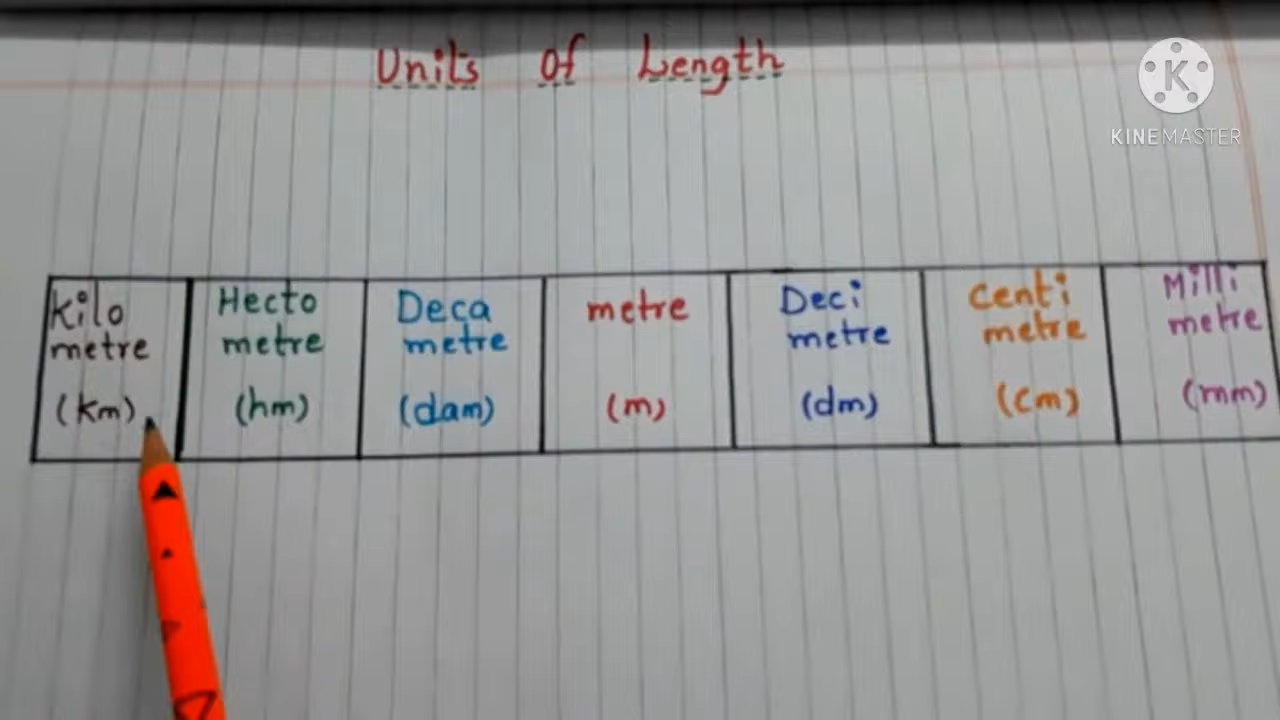 Units Of Length
KINEMASTER
Kilo
metre
(km)
Hecto
metre
(hm)
Deca
metre
(dam)
metre
(m)
Deci
metre
(dm)
Centi
metre
(cm)
Milli
metre
(mm)